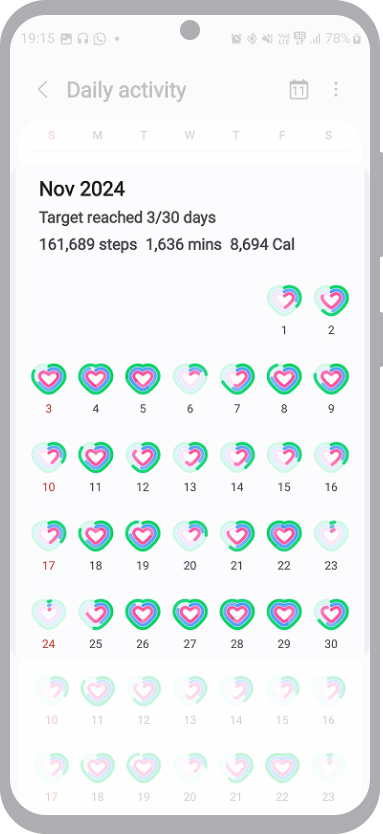 19:15 78%
Daily activity 11
S M T W T F S
Nov 2024
Target reached 3/30 days
161,689 steps 1,636 mins 8,694 Cal
1 2
3 4 5 6 7 8 9
10 11 12 13 14 15 16
17 18 19 20 21 22 23
24 25 26 27 28 29 30
10 11 12 13 14 15 16
17 18 19 20 21 22 23